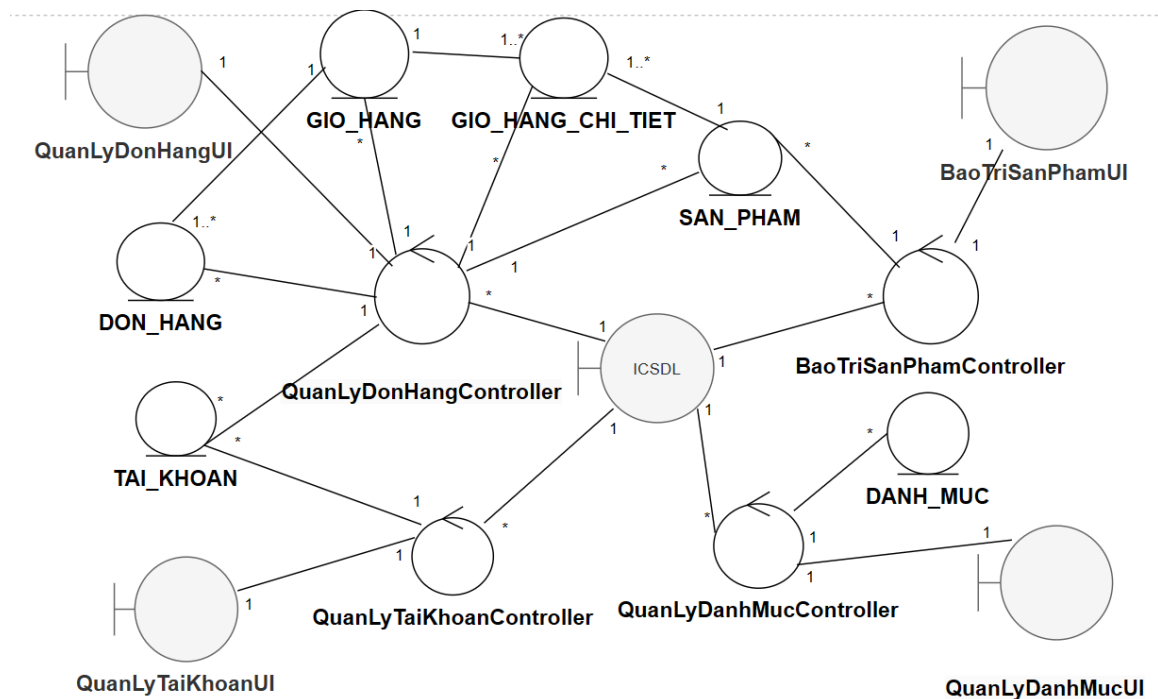 1
1..*
1
1
1..*
GIO_HANG
GIO_HANG_CHI_TIET
1
QuanLyDonHangUI
*
*
*
*
1
BaoTriSanPhamUI
SAN_PHAM
1..*
1
1
1
1
1
1
*
DON_HANG
1
*
1
*
ICSDL
1
QuanLyDonHangController
BaoTriSanPhamController
*
*
1
1
*
TAI_KHOAN
DANH_MUC
1
1
*
*
1
1
1
1
QuanLyTaiKhoanController
QuanLyDanhMucController
QuanLyTaiKhoanUI
QuanLyDanhMucUI